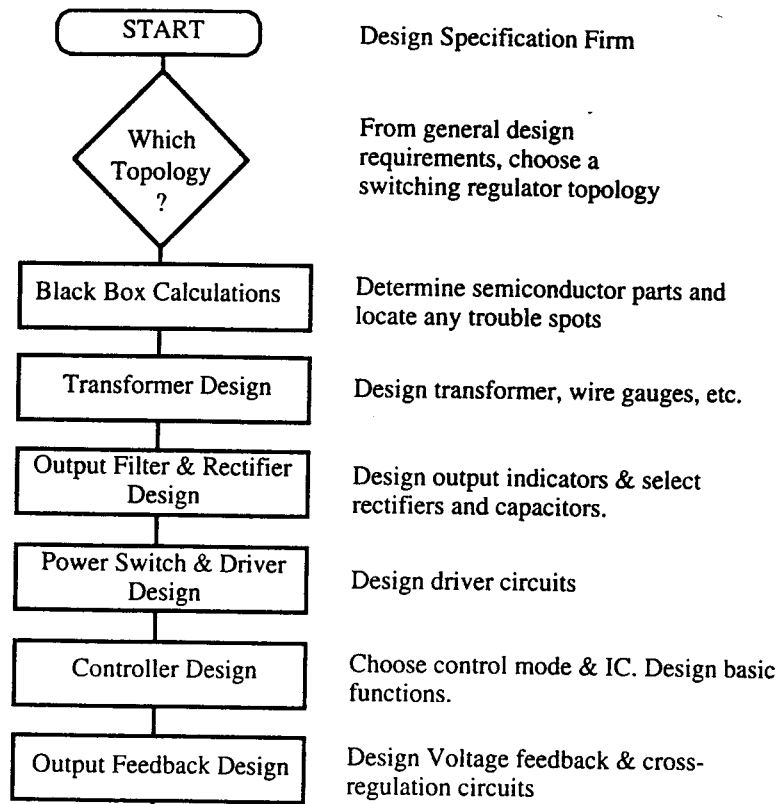 START
Design Specification Firm
Which
Topology
?
From general design
requirements, choose a
switching regulator topology
Black Box Calculations
Determine semiconductor parts and
locate any trouble spots
Transformer Design
Design transformer, wire gauges, etc.
Output Filter & Rectifier
Design
Design output indicators & select
rectifiers and capacitors.
Power Switch & Driver
Design
Design driver circuits
Controller Design
Choose control mode & IC. Design basic
functions.
Output Feedback Design
Design Voltage feedback & cross-
regulation circuits